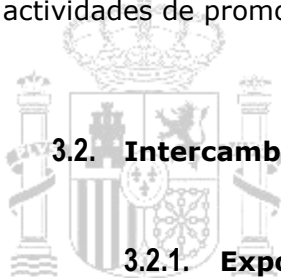 actividades de promo
3.2. Intercamb
3.2.1. Expo